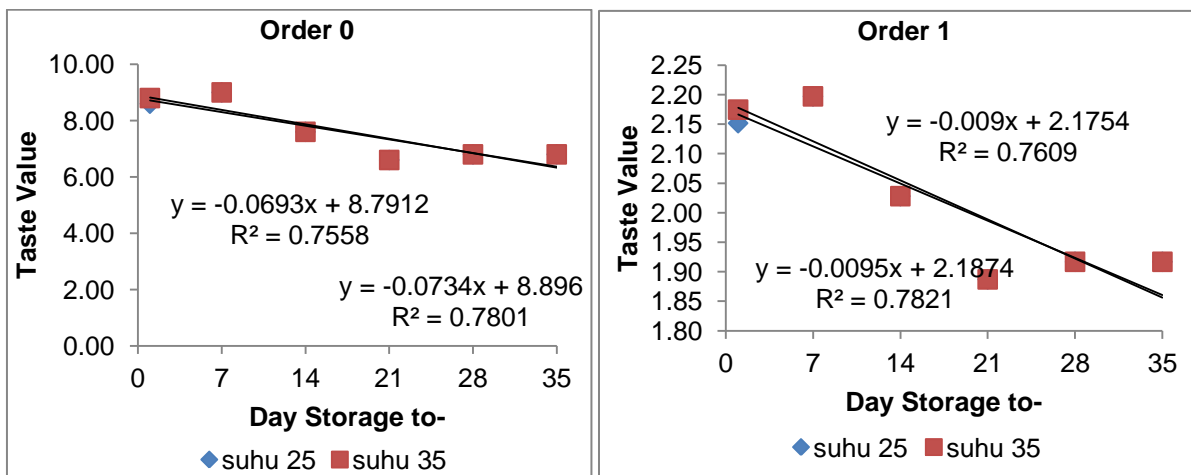 Order 0
10.00
8.00
6.00
4.00
2.00
0.00
Taste Value
y = -0.0693x + 8.7912
R² = 0.7558
y = -0.0734x + 8.896
R² = 0.7801
0 7 14 21 28 35
Day Storage to-
suhu 25 suhu 35
Order 1
2.25
2.20
2.15
2.10
2.05
2.00
1.95
1.90
1.85
1.80
Taste Value
y = -0.009x + 2.1754
R² = 0.7609
y = -0.0095x + 2.1874
R² = 0.7821
0 7 14 21 28 35
Day Storage to-
suhu 25 suhu 35